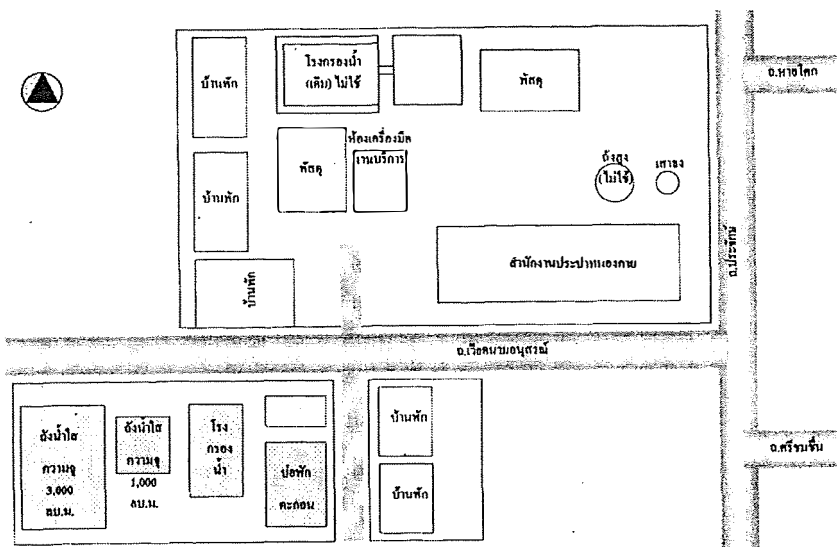 บ้านพัก
โรงกรองน้ำ
(เดิม) ไม่ใช้
พัสดุ
ถ.หายโศก
พัสดุ
ห้องเครื่องมือ
งานบริการ
บ้านพัก
ถังสูง
(ไม่ใช้)
เสาธง
บ้านพัก
สำนักงานประปาหนองคาย
ถ.ประจักษ์
ถ.เวียดนามอนุสรณ์
ถังน้ำใส
ความจุ
3,000
ลบ.ม.
ถังน้ำใส
ความจุ
1,000
ลบ.ม.
โรง
กรอง
น้ำ
บ่อพัก
ตะกอน
บ้านพัก
บ้านพัก
ถ.ศรีชมชื่น